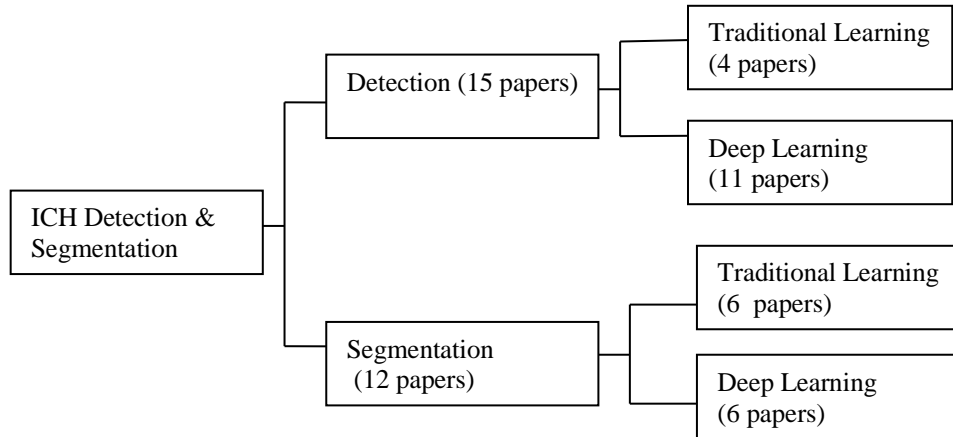 Traditional Learning
(4 papers)
Detection (15 papers)
Deep Learning
(11 papers)
ICH Detection &
Segmentation
Traditional Learning
(6 papers)
Segmentation
(12 papers)
Deep Learning
(6 papers)